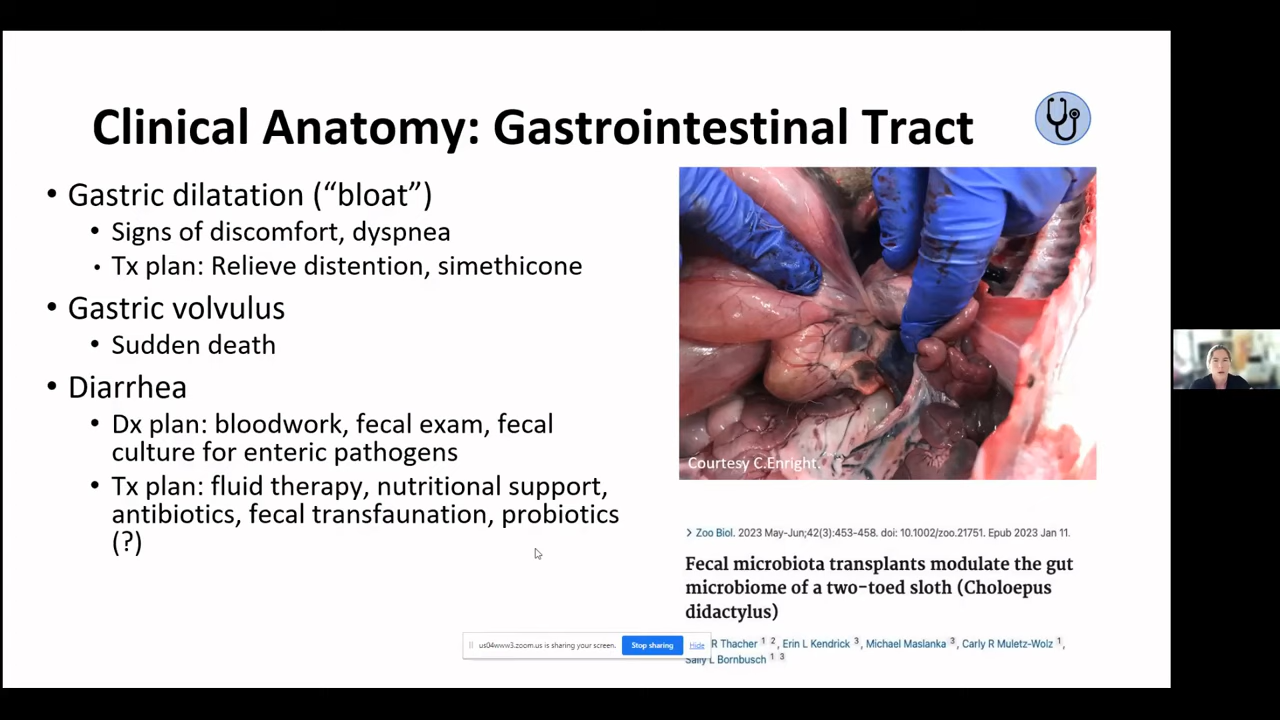 Clinical Anatomy: Gastrointestinal Tract
• Gastric dilatation (“bloat”)
• Signs of discomfort, dyspnea
• Tx plan: Relieve distention, simethicone
• Gastric volvulus
• Sudden death
• Diarrhea
• Dx plan: bloodwork, fecal exam, fecal
culture for enteric pathogens
• Tx plan: fluid therapy, nutritional support,
antibiotics, fecal transfaunation, probiotics
(?)
Courtesy C.Enright.
> Zoo Biol. 2023 May-Jun;42(3):453-458. doi: 10.1002/zoo.21751. Epub 2023 Jan 11.
Fecal microbiota transplants modulate the gut
microbiome of a two-toed sloth (Choloepus
didactylus)
R Thacher 1 2, Erin L Kendrick 3, Michael Maslanka 3, Carly R Muletz-Wolz 1,
Sally L Bornbusch 1 3
us04www3.zoom.us is sharing your screen.
Stop sharing
Hide